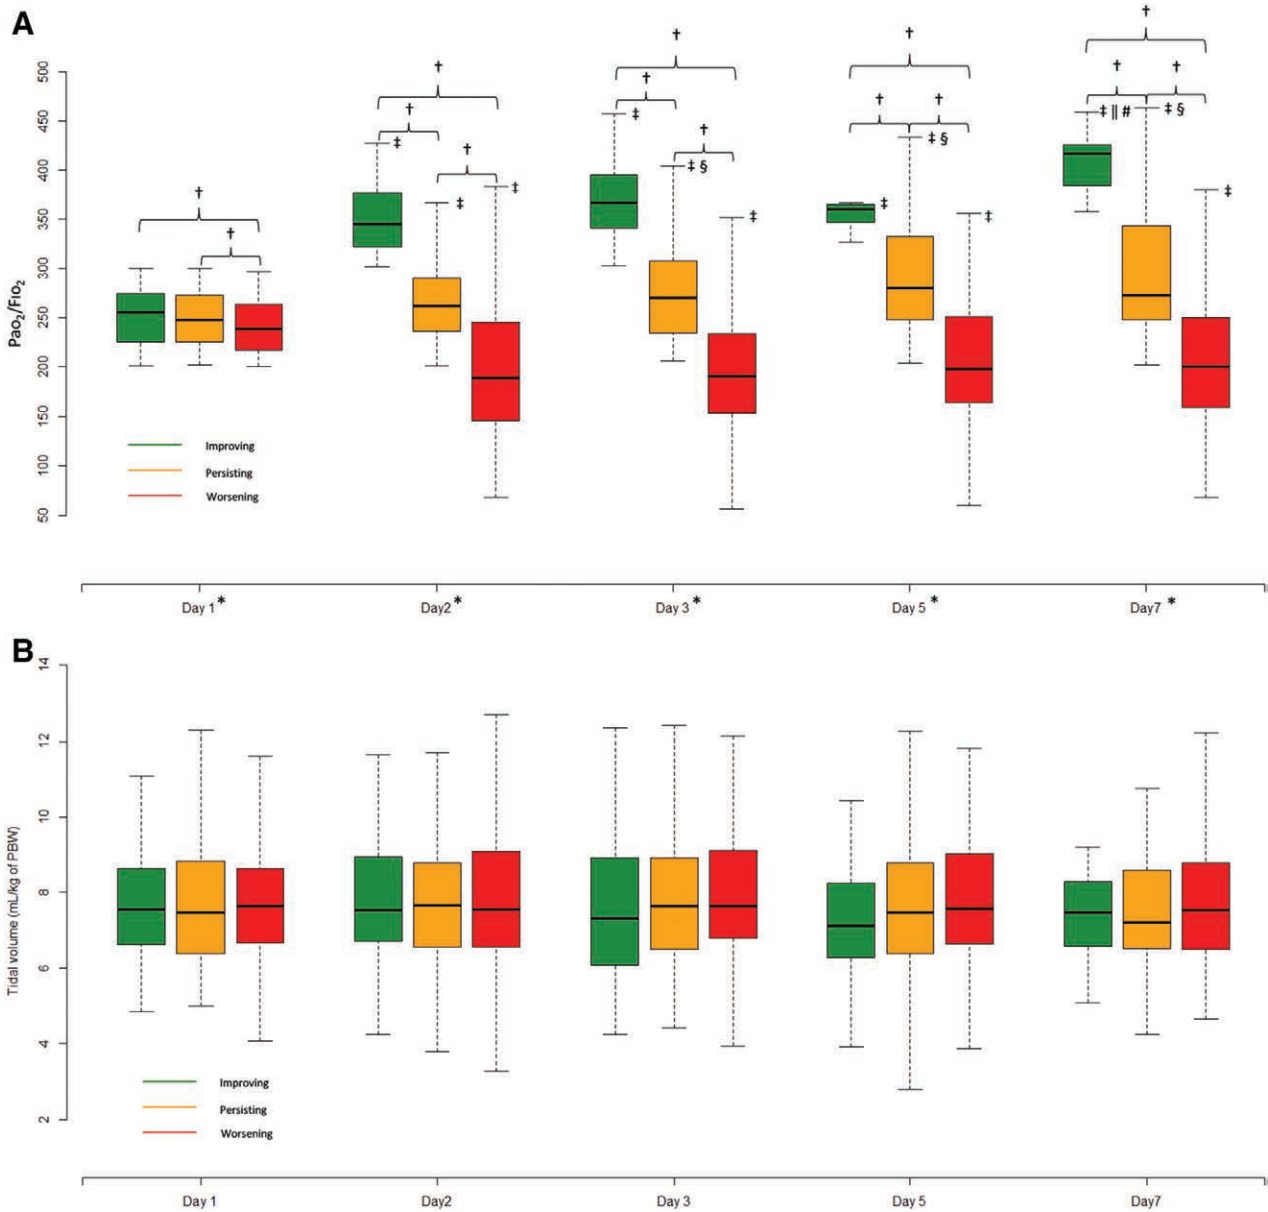 A
†
† † †
† † † †
† † † † †
500
450
400
350
300
250
200
150
100
50
Pao2/Fio2
‡ ‡ ‡
‡ ‡ § ‡
‡ ‡ § ‡
‡ || # ‡ § ‡
Improving
Persisting
Worsening
Day 1* Day2* Day 3* Day 5* Day7*
B
14
12
10
8
6
4
2
Tidal volume (mL/kg of PBW)
Improving
Persisting
Worsening
Day 1 Day2 Day 3 Day 5 Day7